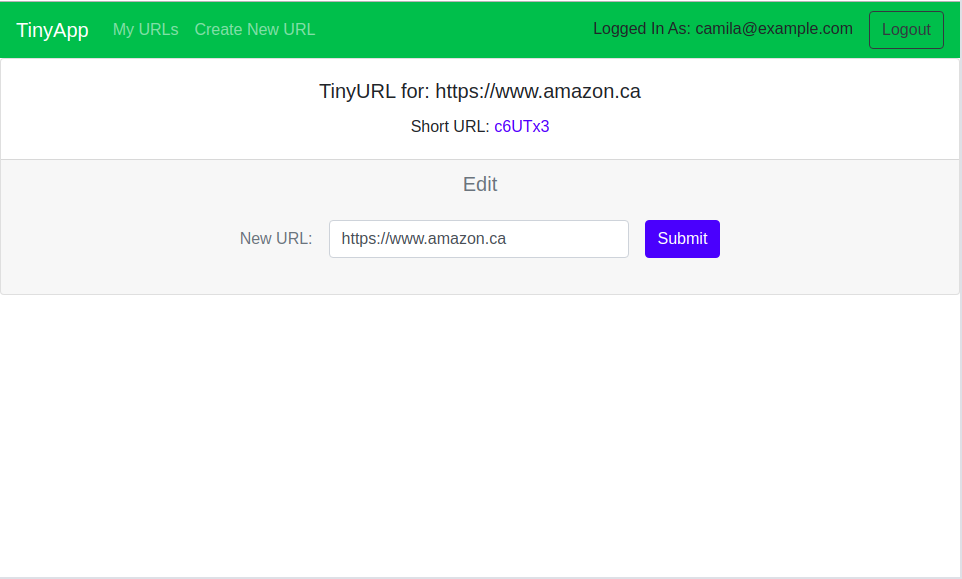 TinyApp My URLs Create New URL Logged In As: camila@example.com Logout
TinyURL for: https://www.amazon.ca
Short URL: c6UTx3
Edit
New URL: https://www.amazon.ca Submit